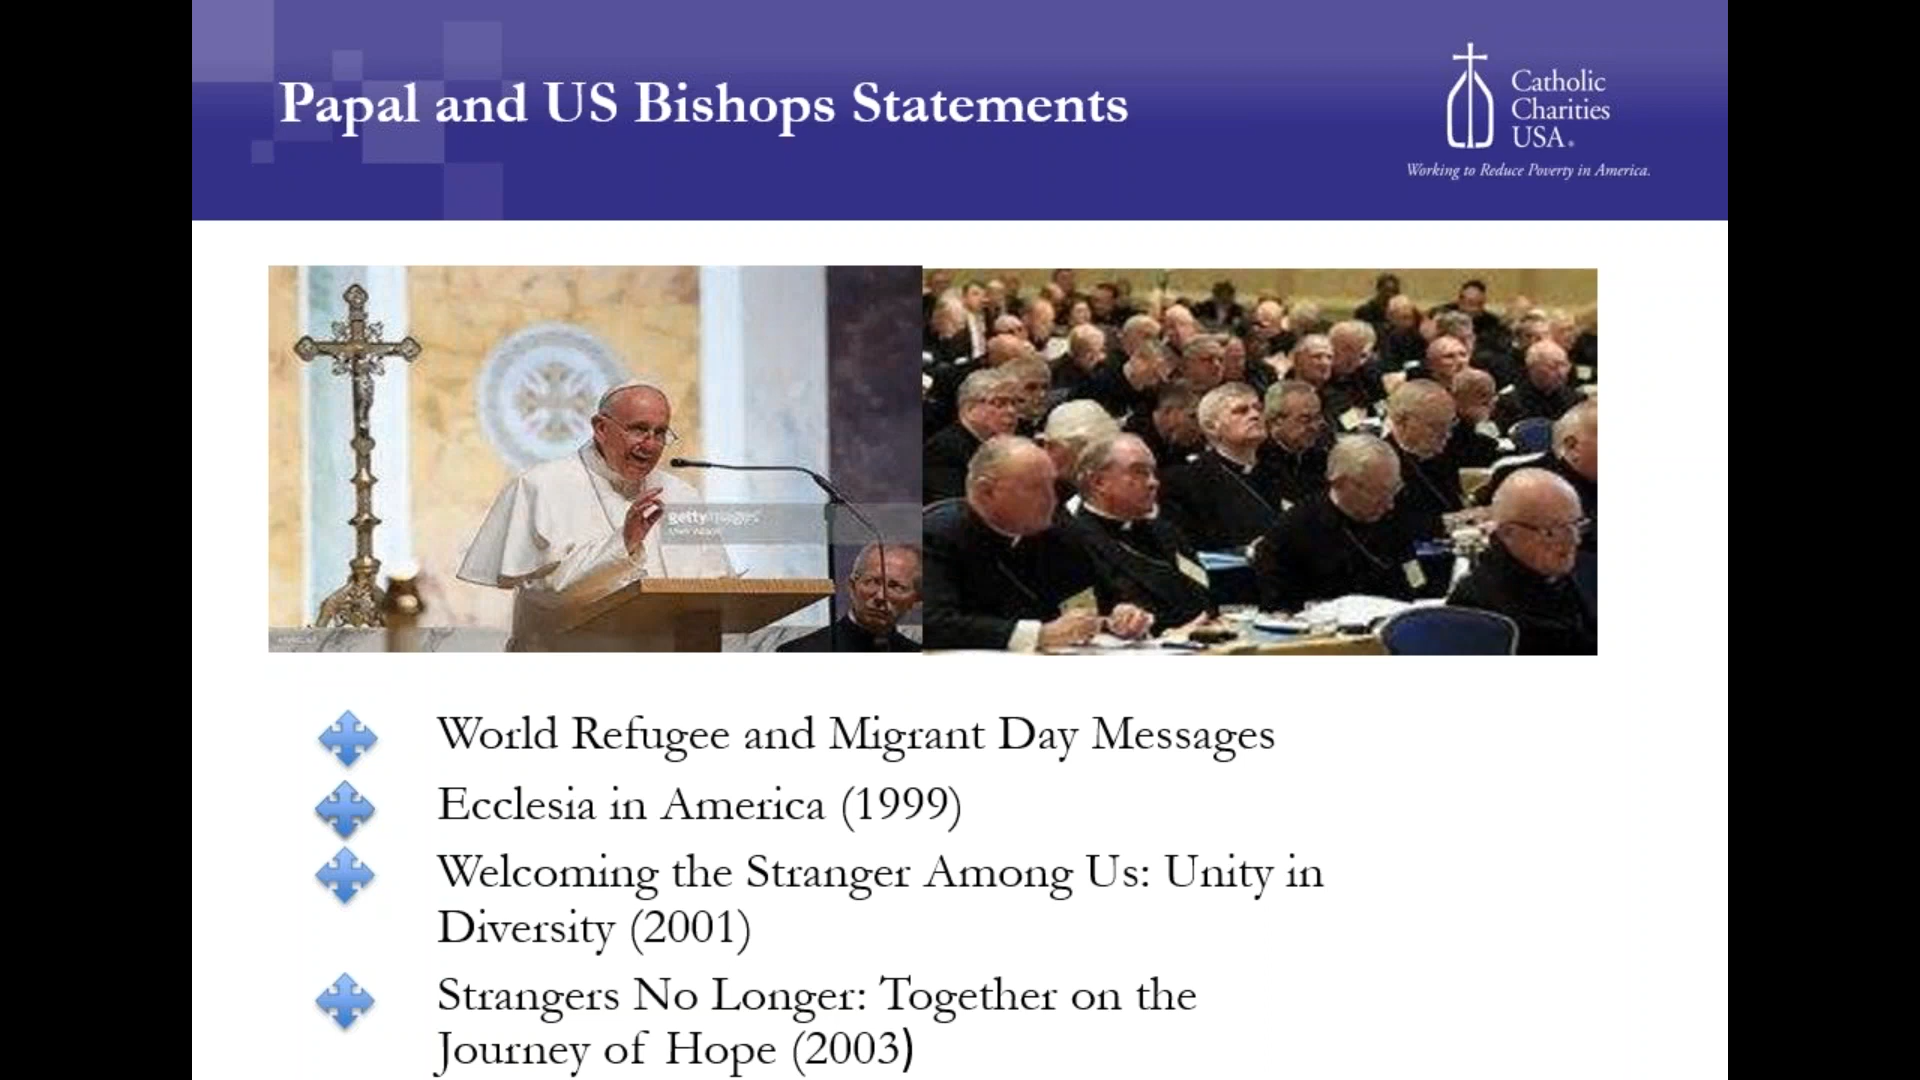 Papal and US Bishops Statements
Catholic
Charities
USA®
Working to Reduce Poverty in America.
gettyimages
World Refugee and Migrant Day Messages
Ecclesia in America (1999)
Welcoming the Stranger Among Us: Unity in
Diversity (2001)
Strangers No Longer: Together on the
Journey of Hope (2003)